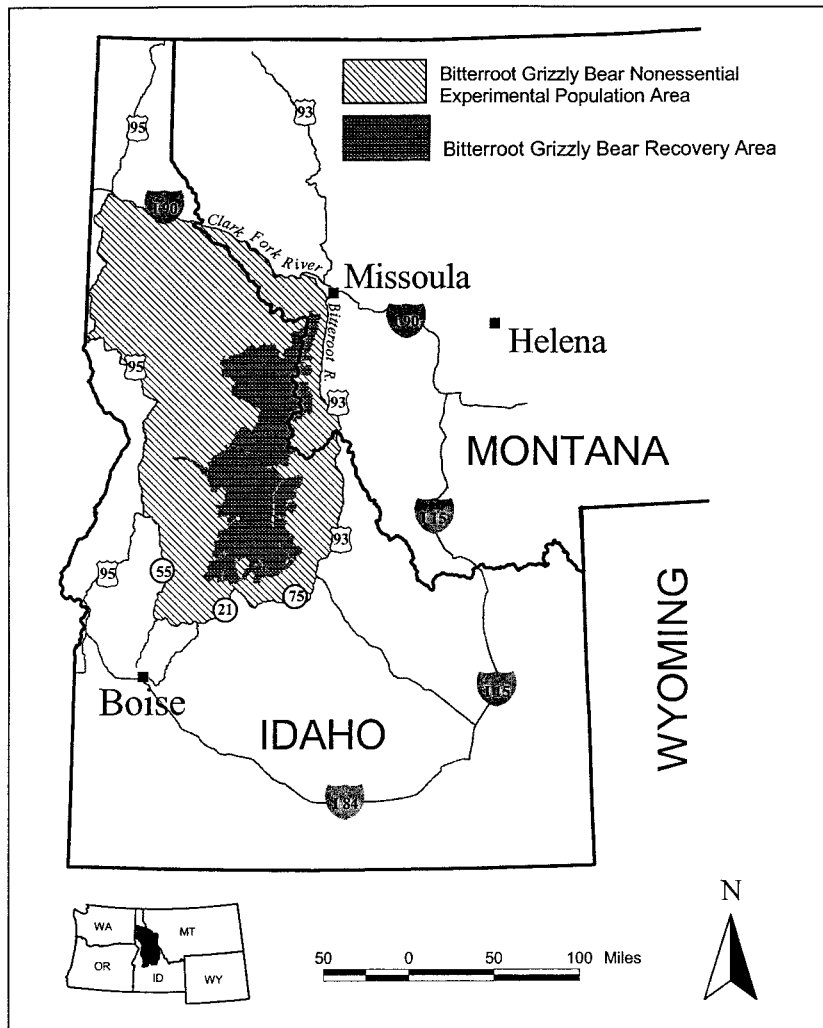 Bitterroot Grizzly Bear Nonessential
Experimental Population Area
Bitterroot Grizzly Bear Recovery Area
95
93
I 90
Clark Fork River
Missoula
I 90
Helena
Bitterroot R.
95
93
MONTANA
I 15
93
95
55
21
75
WYOMING
I 15
Boise
IDAHO
I 84
N
WA
MT
OR
ID
WY
50
0
50
100
Miles